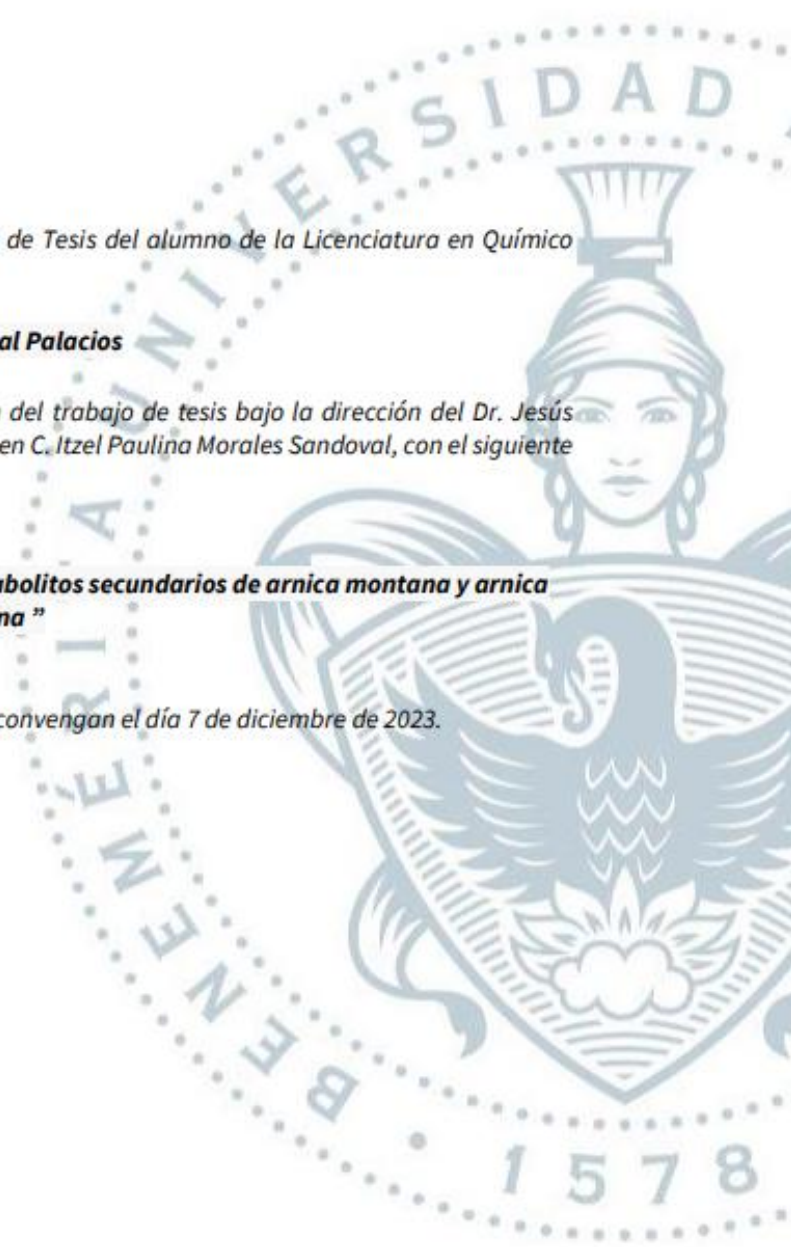 de Tesis del alumno de la Licenciatura en Químico
al Palacios
del trabajo de tesis bajo la dirección del Dr. Jesús
en C. Itzel Paulina Morales Sandoval, con el siguiente
abolitos secundarios de arnica montana y arnica
na ”
convengan el día 7 de diciembre de 2023.
BENEMÉRITA UNIVERSIDAD
1578